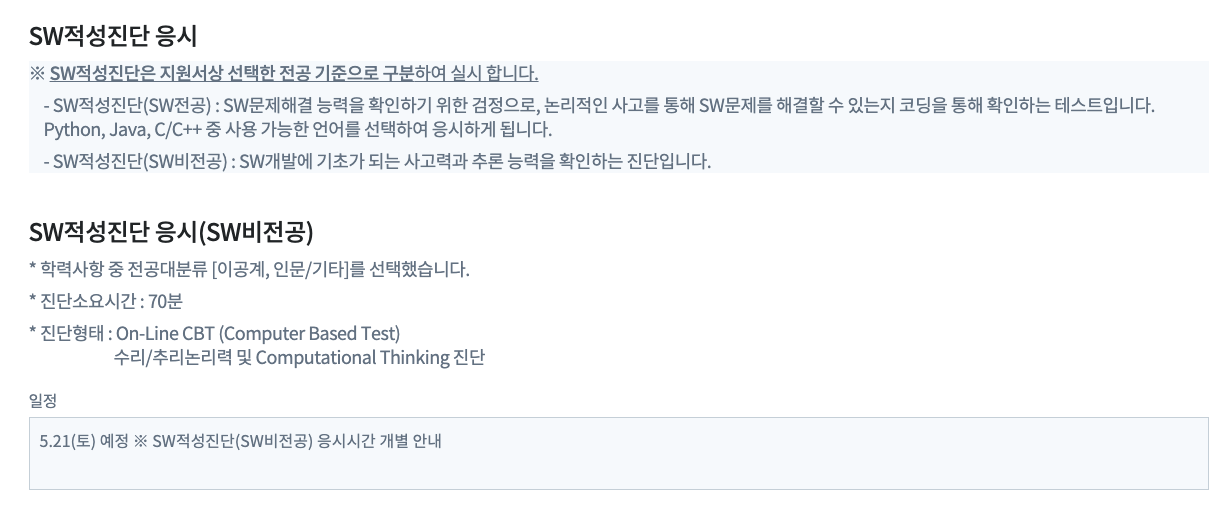 SW적성진단 응시
※ SW적성진단은 지원서상 선택한 전공 기준으로 구분하여 실시 합니다.
- SW적성진단(SW전공) : SW문제해결 능력을 확인하기 위한 검정으로, 논리적인 사고를 통해 SW문제를 해결할 수 있는지 코딩을 통해 확인하는 테스트입니다.
Python, Java, C/C++ 중 사용 가능한 언어를 선택하여 응시하게 됩니다.
- SW적성진단(SW비전공) : SW개발에 기초가 되는 사고력과 추론 능력을 확인하는 진단입니다.
SW적성진단 응시(SW비전공)
* 학력사항 중 전공대분류 [이공계, 인문/기타]를 선택했습니다.
* 진단소요시간 : 70분
* 진단형태 : On-Line CBT (Computer Based Test)
수리/추리논리력 및 Computational Thinking 진단
일정
5.21(토) 예정 ※ SW적성진단(SW비전공) 응시시간 개별 안내